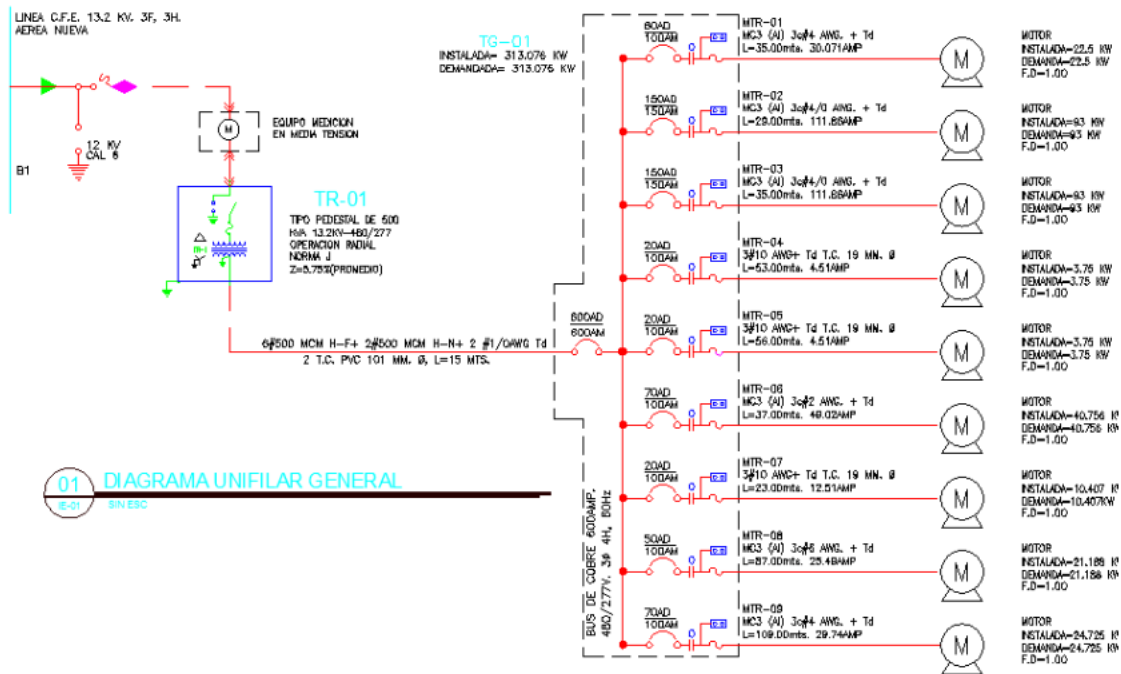 LINEA C.F.E. 13.2 KV. 3F, 3H.
AEREA NUEVA
12 KV
CAL 6
B1
M
EQUIPO MEDICION
EN MEDIA TENSION
TR-01
TIPO PEDESTAL DE 500
KVA 13.2KV-480/277
OPERACION RADIAL
NORMA J
Z=5.75%(PROMEDIO)
6#500 MCM H-F+ 2#500 MCM H-N+ 2 #1/0AWG Td
2 T.C. PVC 101 MM. Ø, L=15 MTS.
01
IE-01
DIAGRAMA UNIFILAR GENERAL
SIN ESC
TG-01
INSTALADA= 313.076 KW
DEMANDADA= 313.076 KW
600AD
600AM
BUS DE COBRE 600AMP.
480/277V. 3Ø 4H, 60Hz
60AD
100AM
MTR-01
MC3 (Al) 3c#4 AWG. + Td
L=35.00mts. 30.071AMP
M
MOTOR
INSTALADA=22.5 KW
DEMANDA=22.5 KW
F.D=1.00
150AD
150AM
MTR-02
MC3 (Al) 3c#4/0 AWG. + Td
L=29.00mts. 111.86AMP
M
MOTOR
INSTALADA=93 KW
DEMANDA=93 KW
F.D=1.00
150AD
150AM
MTR-03
MC3 (Al) 3c#4/0 AWG. + Td
L=35.00mts. 111.86AMP
M
MOTOR
INSTALADA=93 KW
DEMANDA=93 KW
F.D=1.00
20AD
100AM
MTR-04
3#10 AWG+ Td T.C. 19 MM. Ø
L=53.00mts. 4.51AMP
M
MOTOR
INSTALADA=3.75 KW
DEMANDA=3.75 KW
F.D=1.00
20AD
100AM
MTR-05
3#10 AWG+ Td T.C. 19 MM. Ø
L=56.00mts. 4.51AMP
M
MOTOR
INSTALADA=3.75 KW
DEMANDA=3.75 KW
F.D=1.00
70AD
100AM
MTR-06
MC3 (Al) 3c#2 AWG. + Td
L=37.00mts. 49.02AMP
M
MOTOR
INSTALADA=40.756
DEMANDA=40.756
F.D=1.00
20AD
100AM
MTR-07
3#10 AWG+ Td T.C. 19 MM. Ø
L=23.00mts. 12.51AMP
M
MOTOR
INSTALADA=10.407
DEMANDA=10.407KW
F.D=1.00
50AD
100AM
MTR-08
MC3 (Al) 3c#6 AWG. + Td
L=87.00mts. 25.48AMP
M
MOTOR
INSTALADA=21.188
DEMANDA=21.188
F.D=1.00
70AD
100AM
MTR-09
MC3 (Al) 3c#4 AWG. + Td
L=109.00mts. 29.74AMP
M
MOTOR
INSTALADA=24.725
DEMANDA=24.725
F.D=1.00